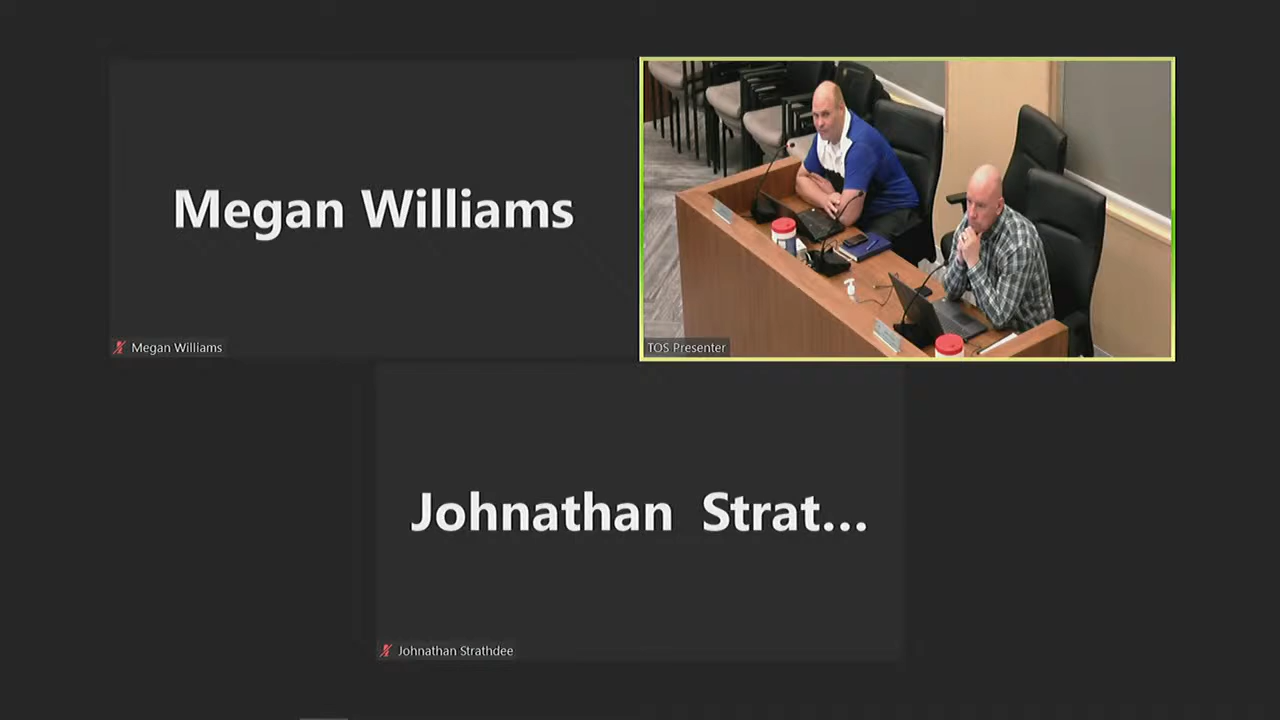 Megan Williams
Megan Williams
TOS Presenter
Johnathan Strat...
Johnathan Strathdee